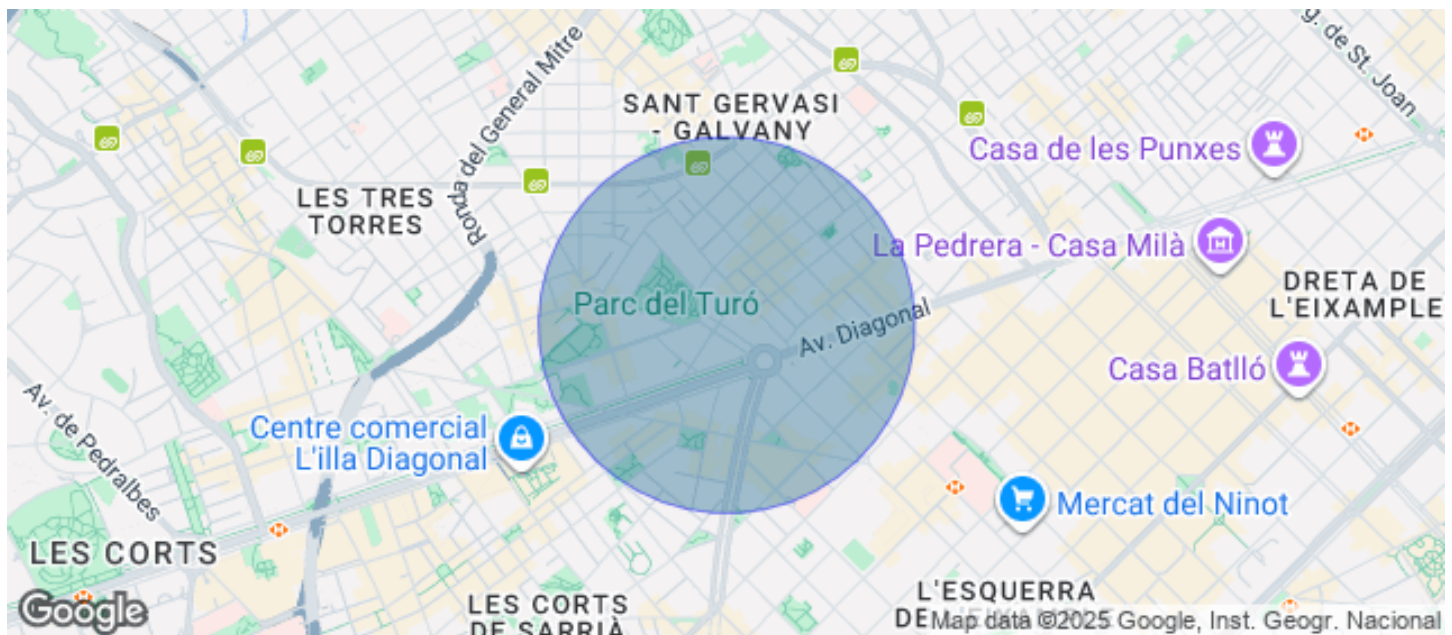 g. de St. Joan
Ronda del General Mitre
SANT GERVASI
- GALVANY
Casa de les Punxes
LES TRES
TORRES
La Pedrera - Casa Milà
DRETA DE
L'EIXAMPLE
Parc del Turó
Av. Diagonal
Casa Batlló
Av. de Pedralbes
Centre comercial
L'illa Diagonal
Mercat del Ninot
LES CORTS
L'ESQUERRA
DE
LES CORTS
DE SARRIÀ
Google
Map data ©2025 Google, Inst. Geogr. Nacional